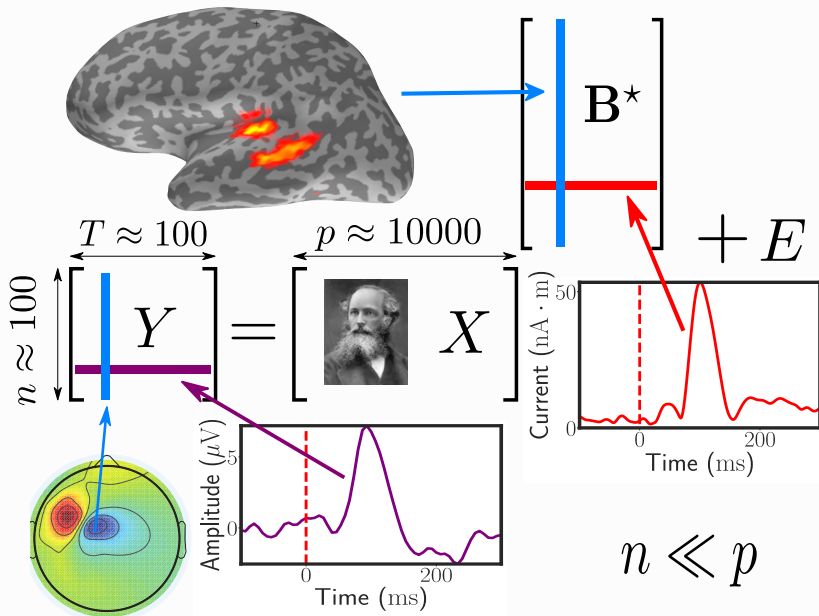 B⋆
T ≈ 100
p ≈ 10000
+ E
n ≈ 100
Y
=
X
Current (nA · m)
50
0
0
200
Time (ms)
Amplitude (μV)
5
0
0
200
Time (ms)
n ≪ p